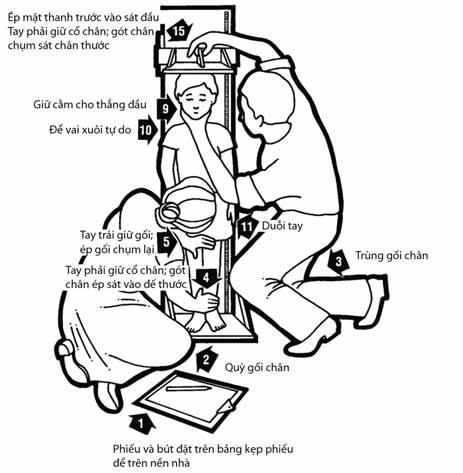 Ép mặt thanh trước vào sát đầu
Tay phải giữ cổ chân; gót chân
chụm sát chân thước
15
Giữ cằm cho thẳng đầu
9
Để vai xuôi tự do
10
Tay trái giữ gối;
ép gối chụm lại
5
11
Duỗi tay
Tay phải giữ cổ chân; gót
chân ép sát vào đế thước
4
3
Trùng gối chân
2
Quỳ gối chân
1
Phiếu và bút đặt trên bảng kẹp phiếu
để trên nền nhà